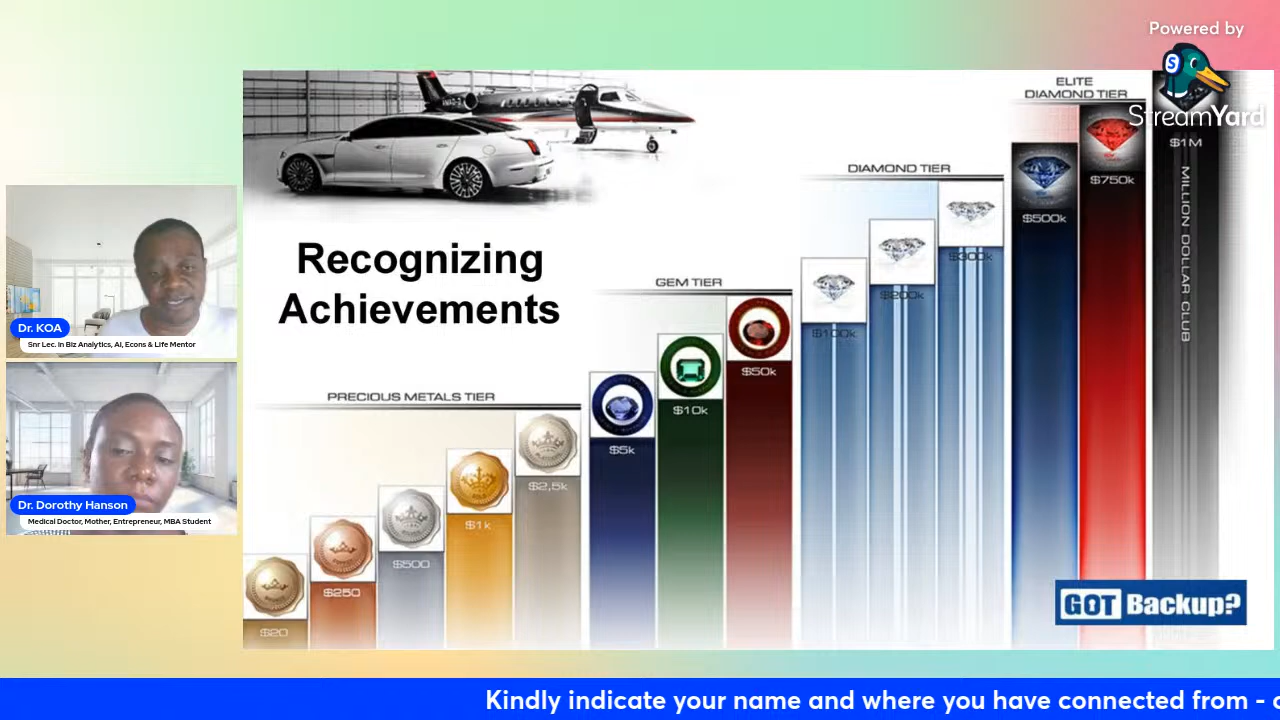 Powered by
StreamYard
Recognizing
Achievements
PRECIOUS METALS TIER
GEM TIER
DIAMOND TIER
ELITE
DIAMOND TIER
$20
$250
$500
$1k
$2,5k
$5k
$10k
$50k
$100k
$200k
$300k
$500k
$750k
$1M
MILLION DOLLAR CLUB
GOT Backup?
Dr. KOA
Snr Lec. in Biz Analytics, AI, Econs & Life Mentor
Dr. Dorothy Hanson
Medical Doctor, Mother, Entrepreneur, MBA Student
Kindly indicate your name and where you have connected from -